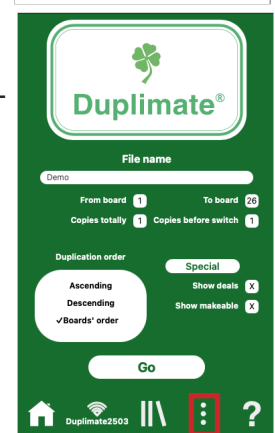 Duplimate®
File name
Demo
From board 1 To board 26
Copies totally 1 Copies before switch 1
Duplication order
Special
Ascending
Show deals X
Descending
Show makeable X
✓Boards' order
Go
Duplimate2503
?